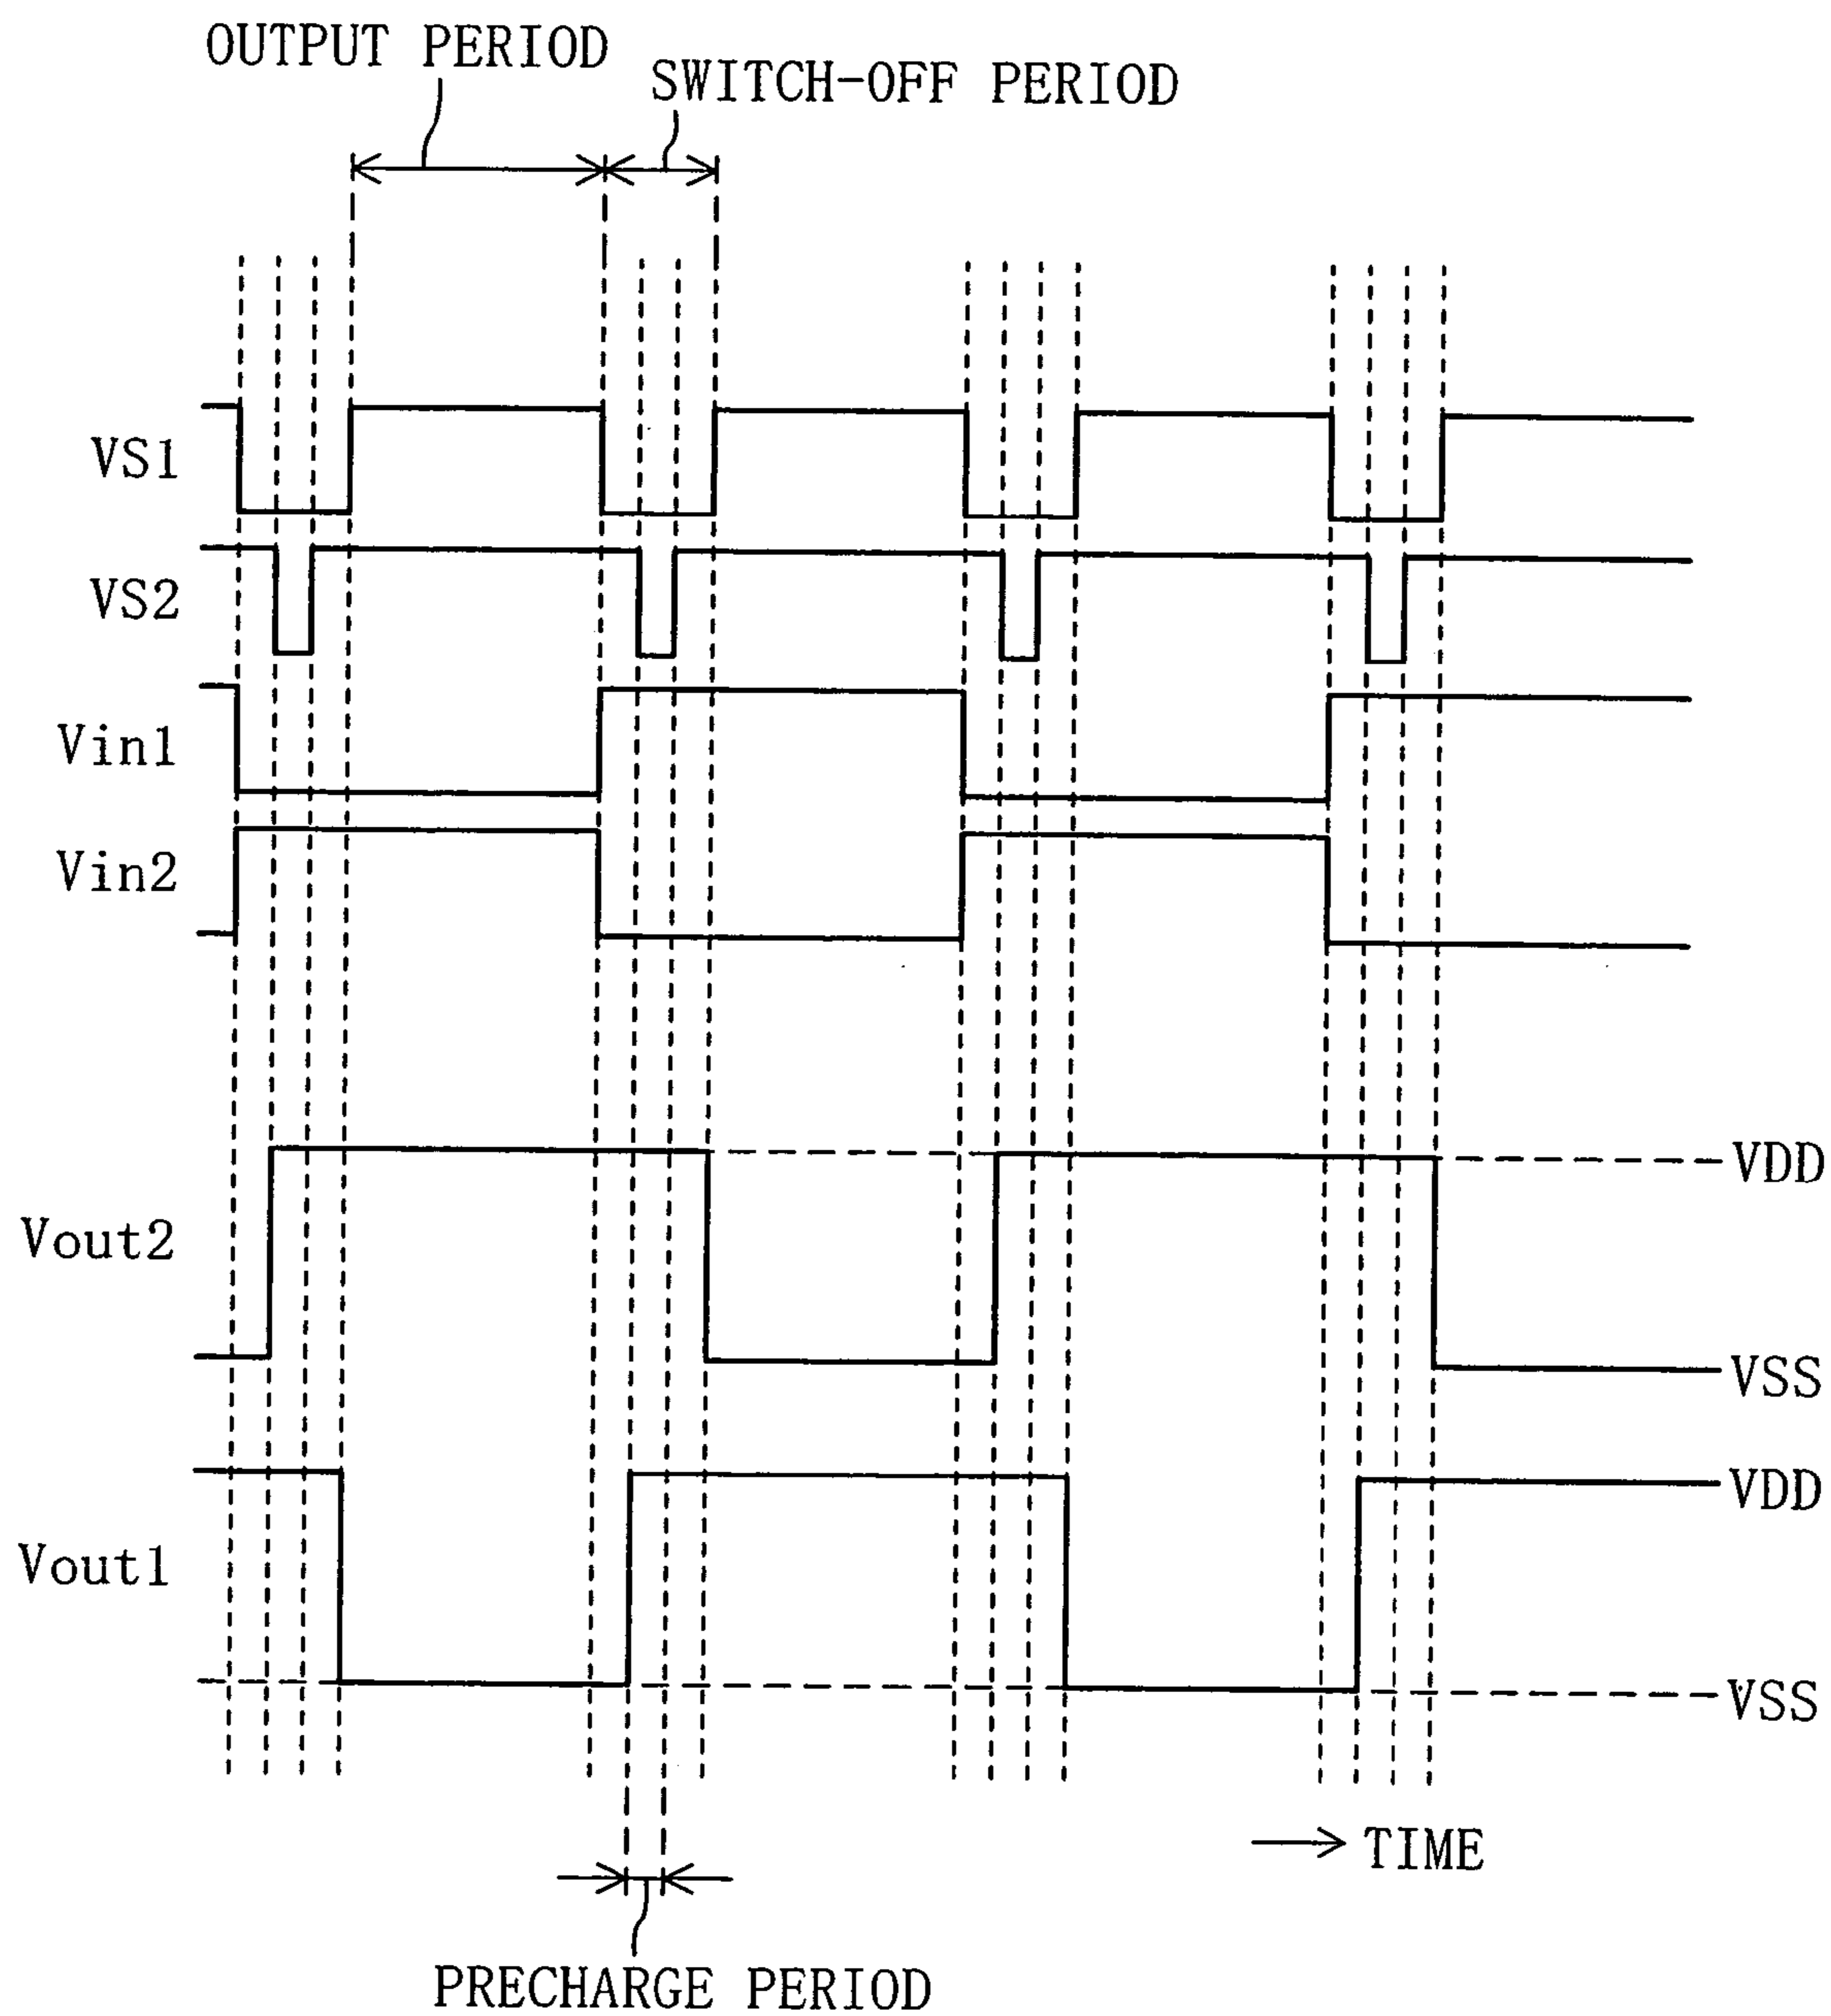 OUTPUT PERIOD
SWITCH-OFF PERIOD
VS1
VS2
Vin1
Vin2
VDD
Vout2
VSS
VDD
Vout1
VSS
TIME
PRECHARGE PERIOD